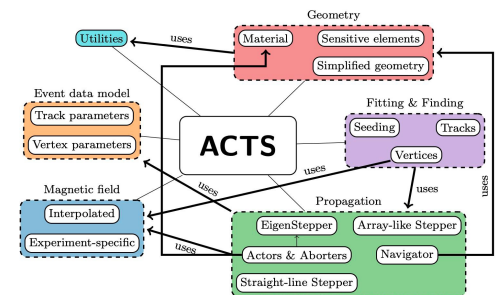 Geometry
Utilities
uses
Material
Sensitive elements
Simplified geometry
Event data model
Track parameters
Vertex parameters
ACTS
Fitting & Finding
Seeding
Tracks
Vertices
uses
uses
uses
uses
Magnetic field
Interpolated
Experiment-specific
uses
Propagation
EigenStepper
Array-like Stepper
Actors & Aborters
Navigator
Straight-line Stepper